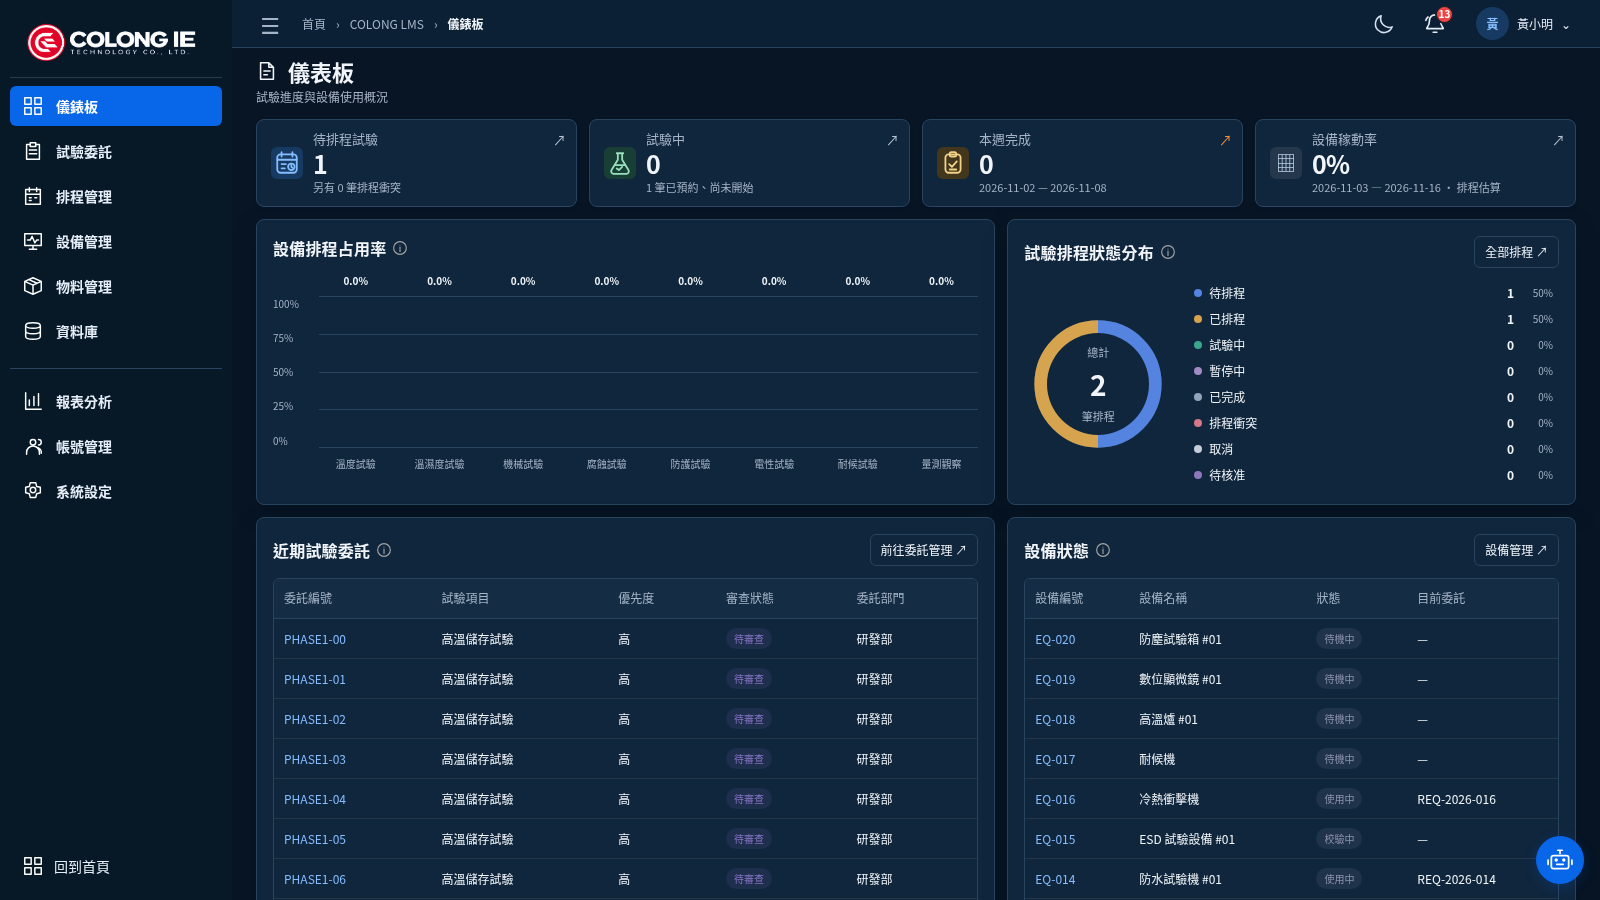 COLONG IE
TECHNOLOGY CO., LTD.
儀錶板
試驗委託
排程管理
設備管理
物料管理
資料庫
報表分析
帳號管理
系統設定
回到首頁
首頁 › COLONG LMS › 儀錶板
13
黃 黃小明
儀表板
試驗進度與設備使用概況
待排程試驗 ↗
1
另有 0 筆排程衝突
試驗中 ↗
0
1 筆已預約、尚未開始
本週完成 ↗
0
2026-11-02 — 2026-11-08
設備稼動率 ↗
0%
2026-11-03 — 2026-11-16 · 排程估算
設備排程占用率
0.0% 0.0% 0.0% 0.0% 0.0% 0.0% 0.0% 0.0%
100%
75%
50%
25%
0%
溫度試驗 溫濕度試驗 機械試驗 腐蝕試驗 防護試驗 電性試驗 耐候試驗 量測觀察
試驗排程狀態分布 全部排程 ↗
總計
2
筆排程
待排程 1 50%
已排程 1 50%
試驗中 0 0%
暫停中 0 0%
已完成 0 0%
排程衝突 0 0%
取消 0 0%
待核准 0 0%
近期試驗委託 前往委託管理 ↗
委託編號 試驗項目 優先度 審查狀態 委託部門
PHASE1-00 高溫儲存試驗 高 待審查 研發部
PHASE1-01 高溫儲存試驗 高 待審查 研發部
PHASE1-02 高溫儲存試驗 高 待審查 研發部
PHASE1-03 高溫儲存試驗 高 待審查 研發部
PHASE1-04 高溫儲存試驗 高 待審查 研發部
PHASE1-05 高溫儲存試驗 高 待審查 研發部
PHASE1-06 高溫儲存試驗 高 待審查 研發部
設備狀態 設備管理 ↗
設備編號 設備名稱 狀態 目前委託
EQ-020 防塵試驗箱 #01 待機中 —
EQ-019 數位顯微鏡 #01 待機中 —
EQ-018 高溫爐 #01 待機中 —
EQ-017 耐候機 待機中 —
EQ-016 冷熱衝擊機 使用中 REQ-2026-016
EQ-015 ESD 試驗設備 #01 校驗中 —
EQ-014 防水試驗機 #01 使用中 REQ-2026-014